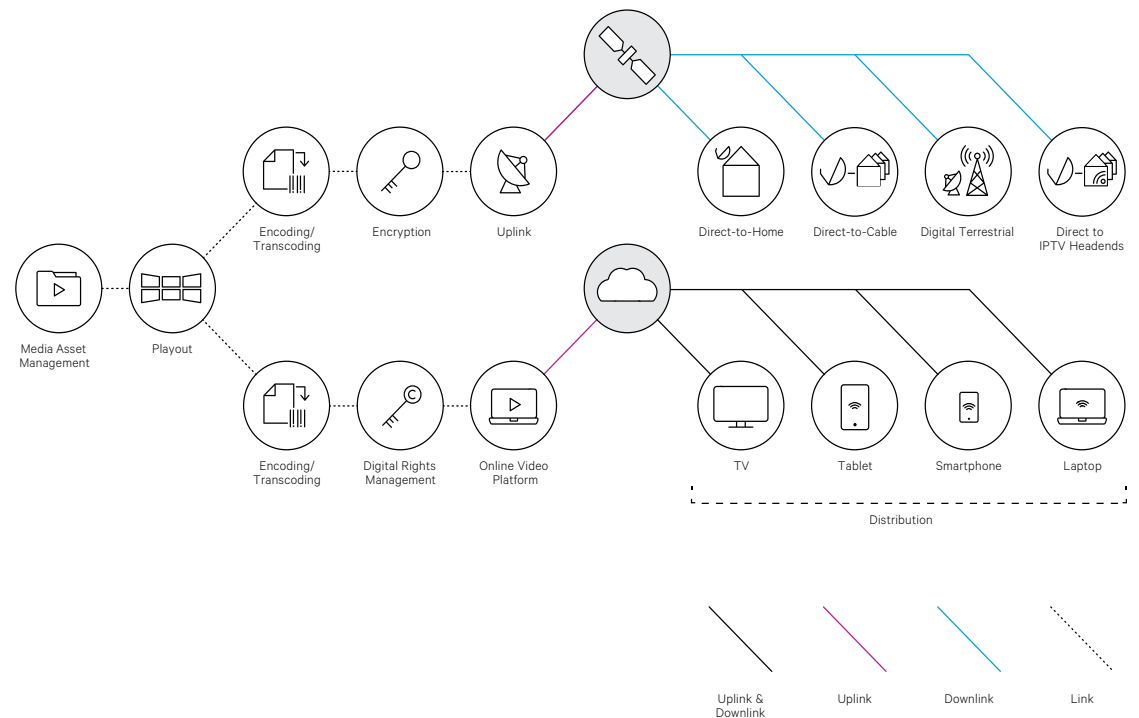 Encoding/
Transcoding
Encryption
Uplink
Direct-to-Home
Direct-to-Cable
Digital Terrestrial
Direct to
IPTV Headends
Media Asset
Management
Playout
Encoding/
Transcoding
Digital Rights
Management
C
Online Video
Platform
TV
Tablet
Smartphone
Laptop
Distribution
Uplink &
Downlink
Uplink
Downlink
Link